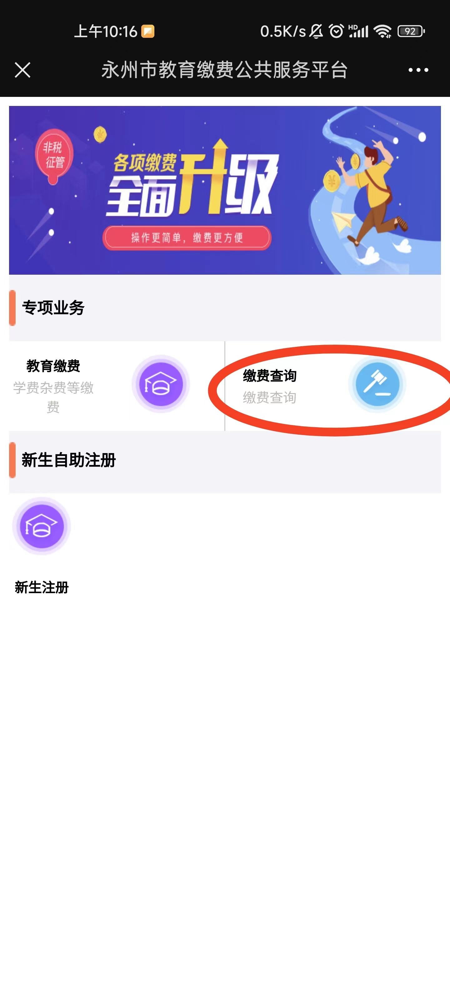 上午10:16
0.5K/s
HD
92
永州市教育缴费公共服务平台
非税
征管
各项缴费
全面升级
操作更简单，缴费更方便
专项业务
教育缴费
学费杂费等缴
费
缴费查询
缴费查询
新生自助注册
新生注册